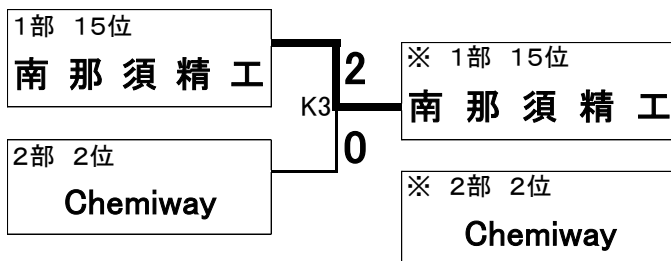 1部 15位
南 那 須 精 工
2
K3
0
2部 2位
Chemiway
※ 1部 15位
南 那 須 精 工
※ 2部 2位
Chemiway